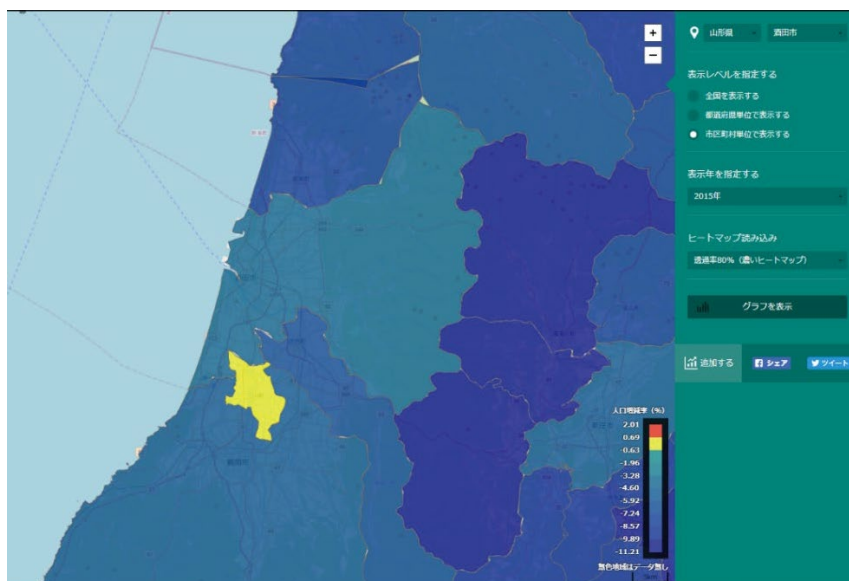 +
−
山形県
酒田市
表示レベルを指定する
全国を表示する
都道府県単位で表示する
市区町村単位で表示する
表示年を指定する
2015年
ヒートマップ読み込み
透過率80%（濃いヒートマップ）
グラフを表示
追加する
シェア
ツイート
人口増減率（%）
2.01
0.69
-0.63
-1.96
-3.28
-4.60
-5.92
-7.24
-8.57
-9.89
-11.21
無色地域はデータ無し